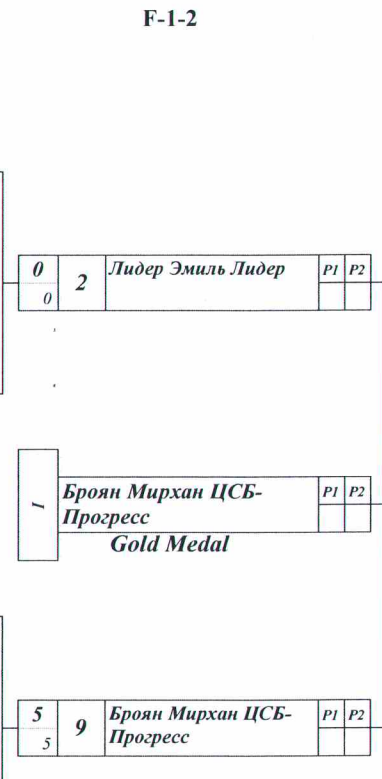 F-1-2
0 2 Лидер Эмиль Лидер P1 P2
0
1 Броян Мирхан ЦСБ- P1 P2
Прогресс
Gold Medal
5 9 Броян Мирхан ЦСБ- P1 P2
5 Прогресс